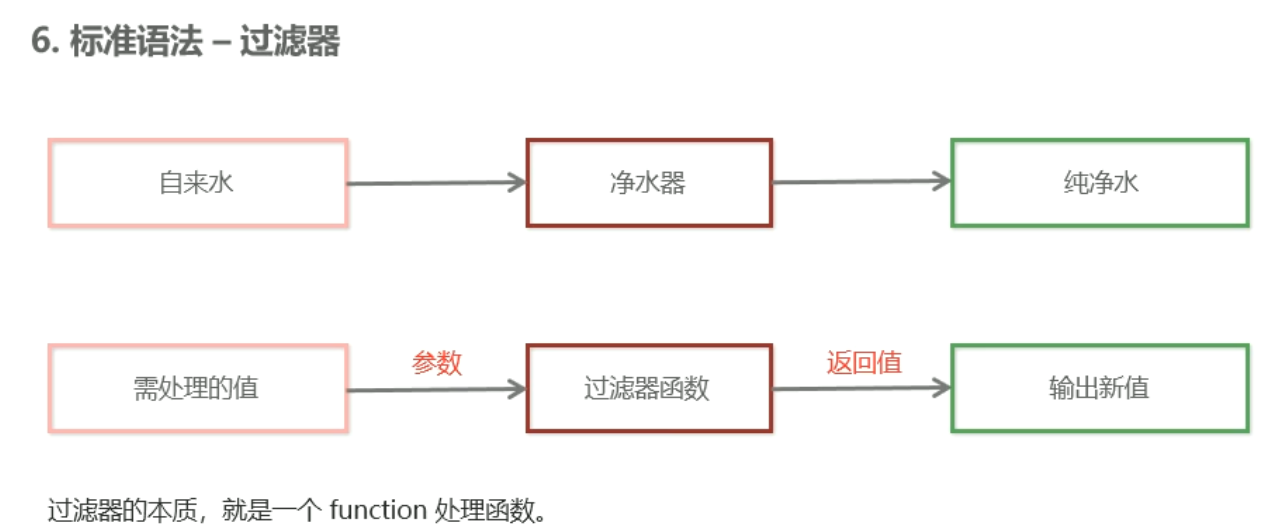 6. 标准语法 – 过滤器
自来水
净水器
纯净水
需处理的值
参数
过滤器函数
返回值
输出新值
过滤器的本质，就是一个 function 处理函数。